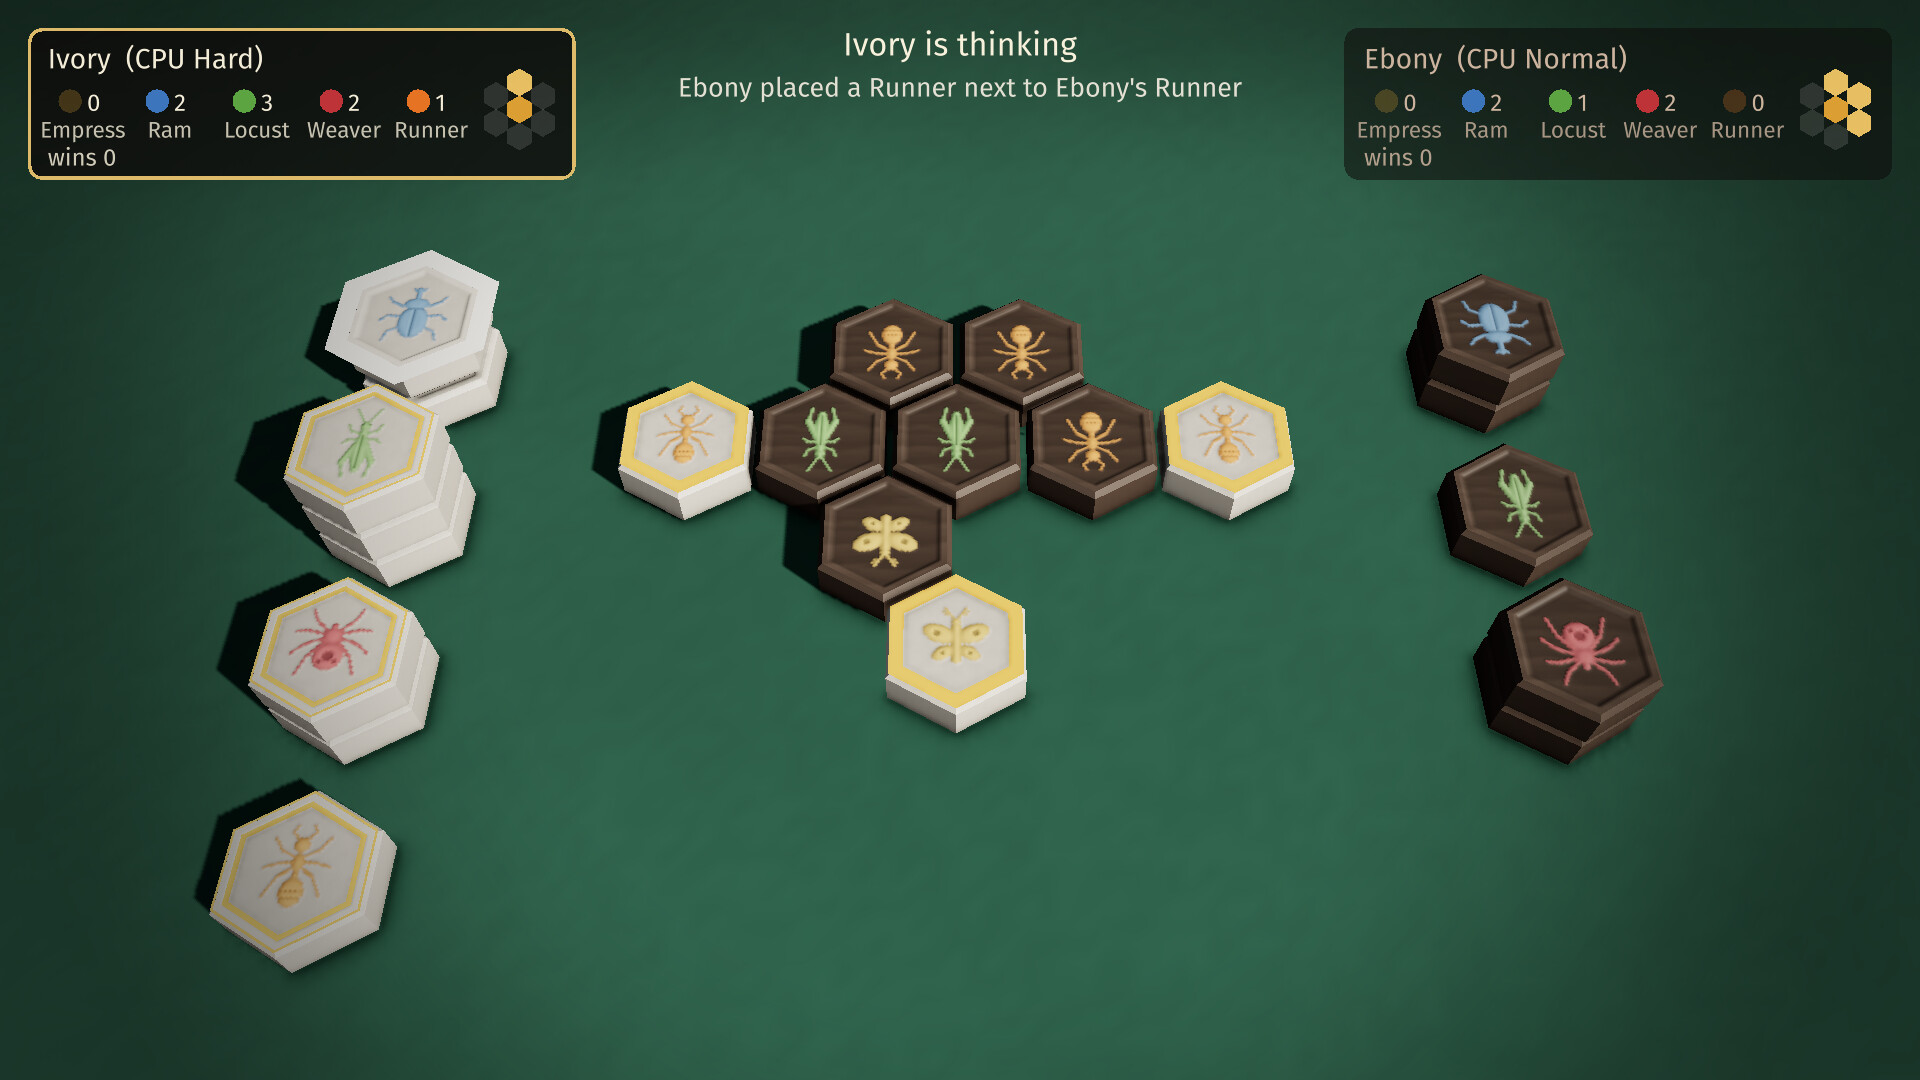 Ivory (CPU Hard)
0 2 3 2 1
Empress Ram Locust Weaver Runner
wins 0
Ivory is thinking
Ebony placed a Runner next to Ebony's Runner
Ebony (CPU Normal)
0 2 1 2 0
Empress Ram Locust Weaver Runner
wins 0